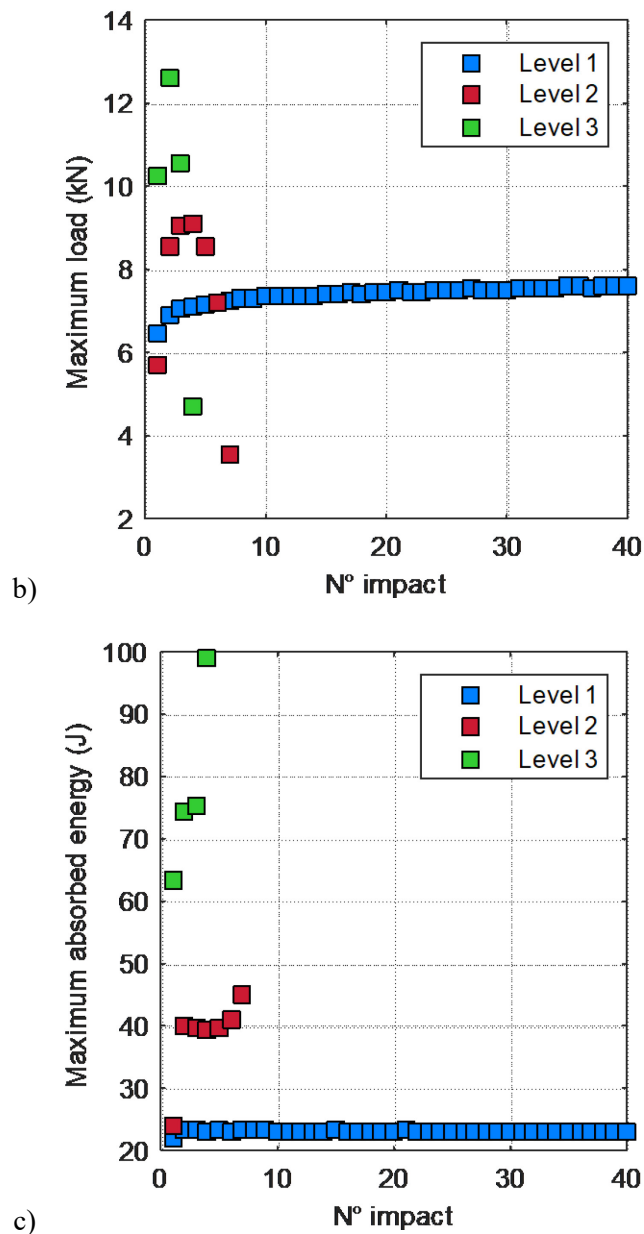 14
12
10
8
6
4
2
Maximum load (kN)
Level 1
Level 2
Level 3
0 10 20 30 40
Nº impact
b)
100
90
80
70
60
50
40
30
20
Maximum absorbed energy (J)
Level 1
Level 2
Level 3
0 10 20 30 40
Nº impact
c)